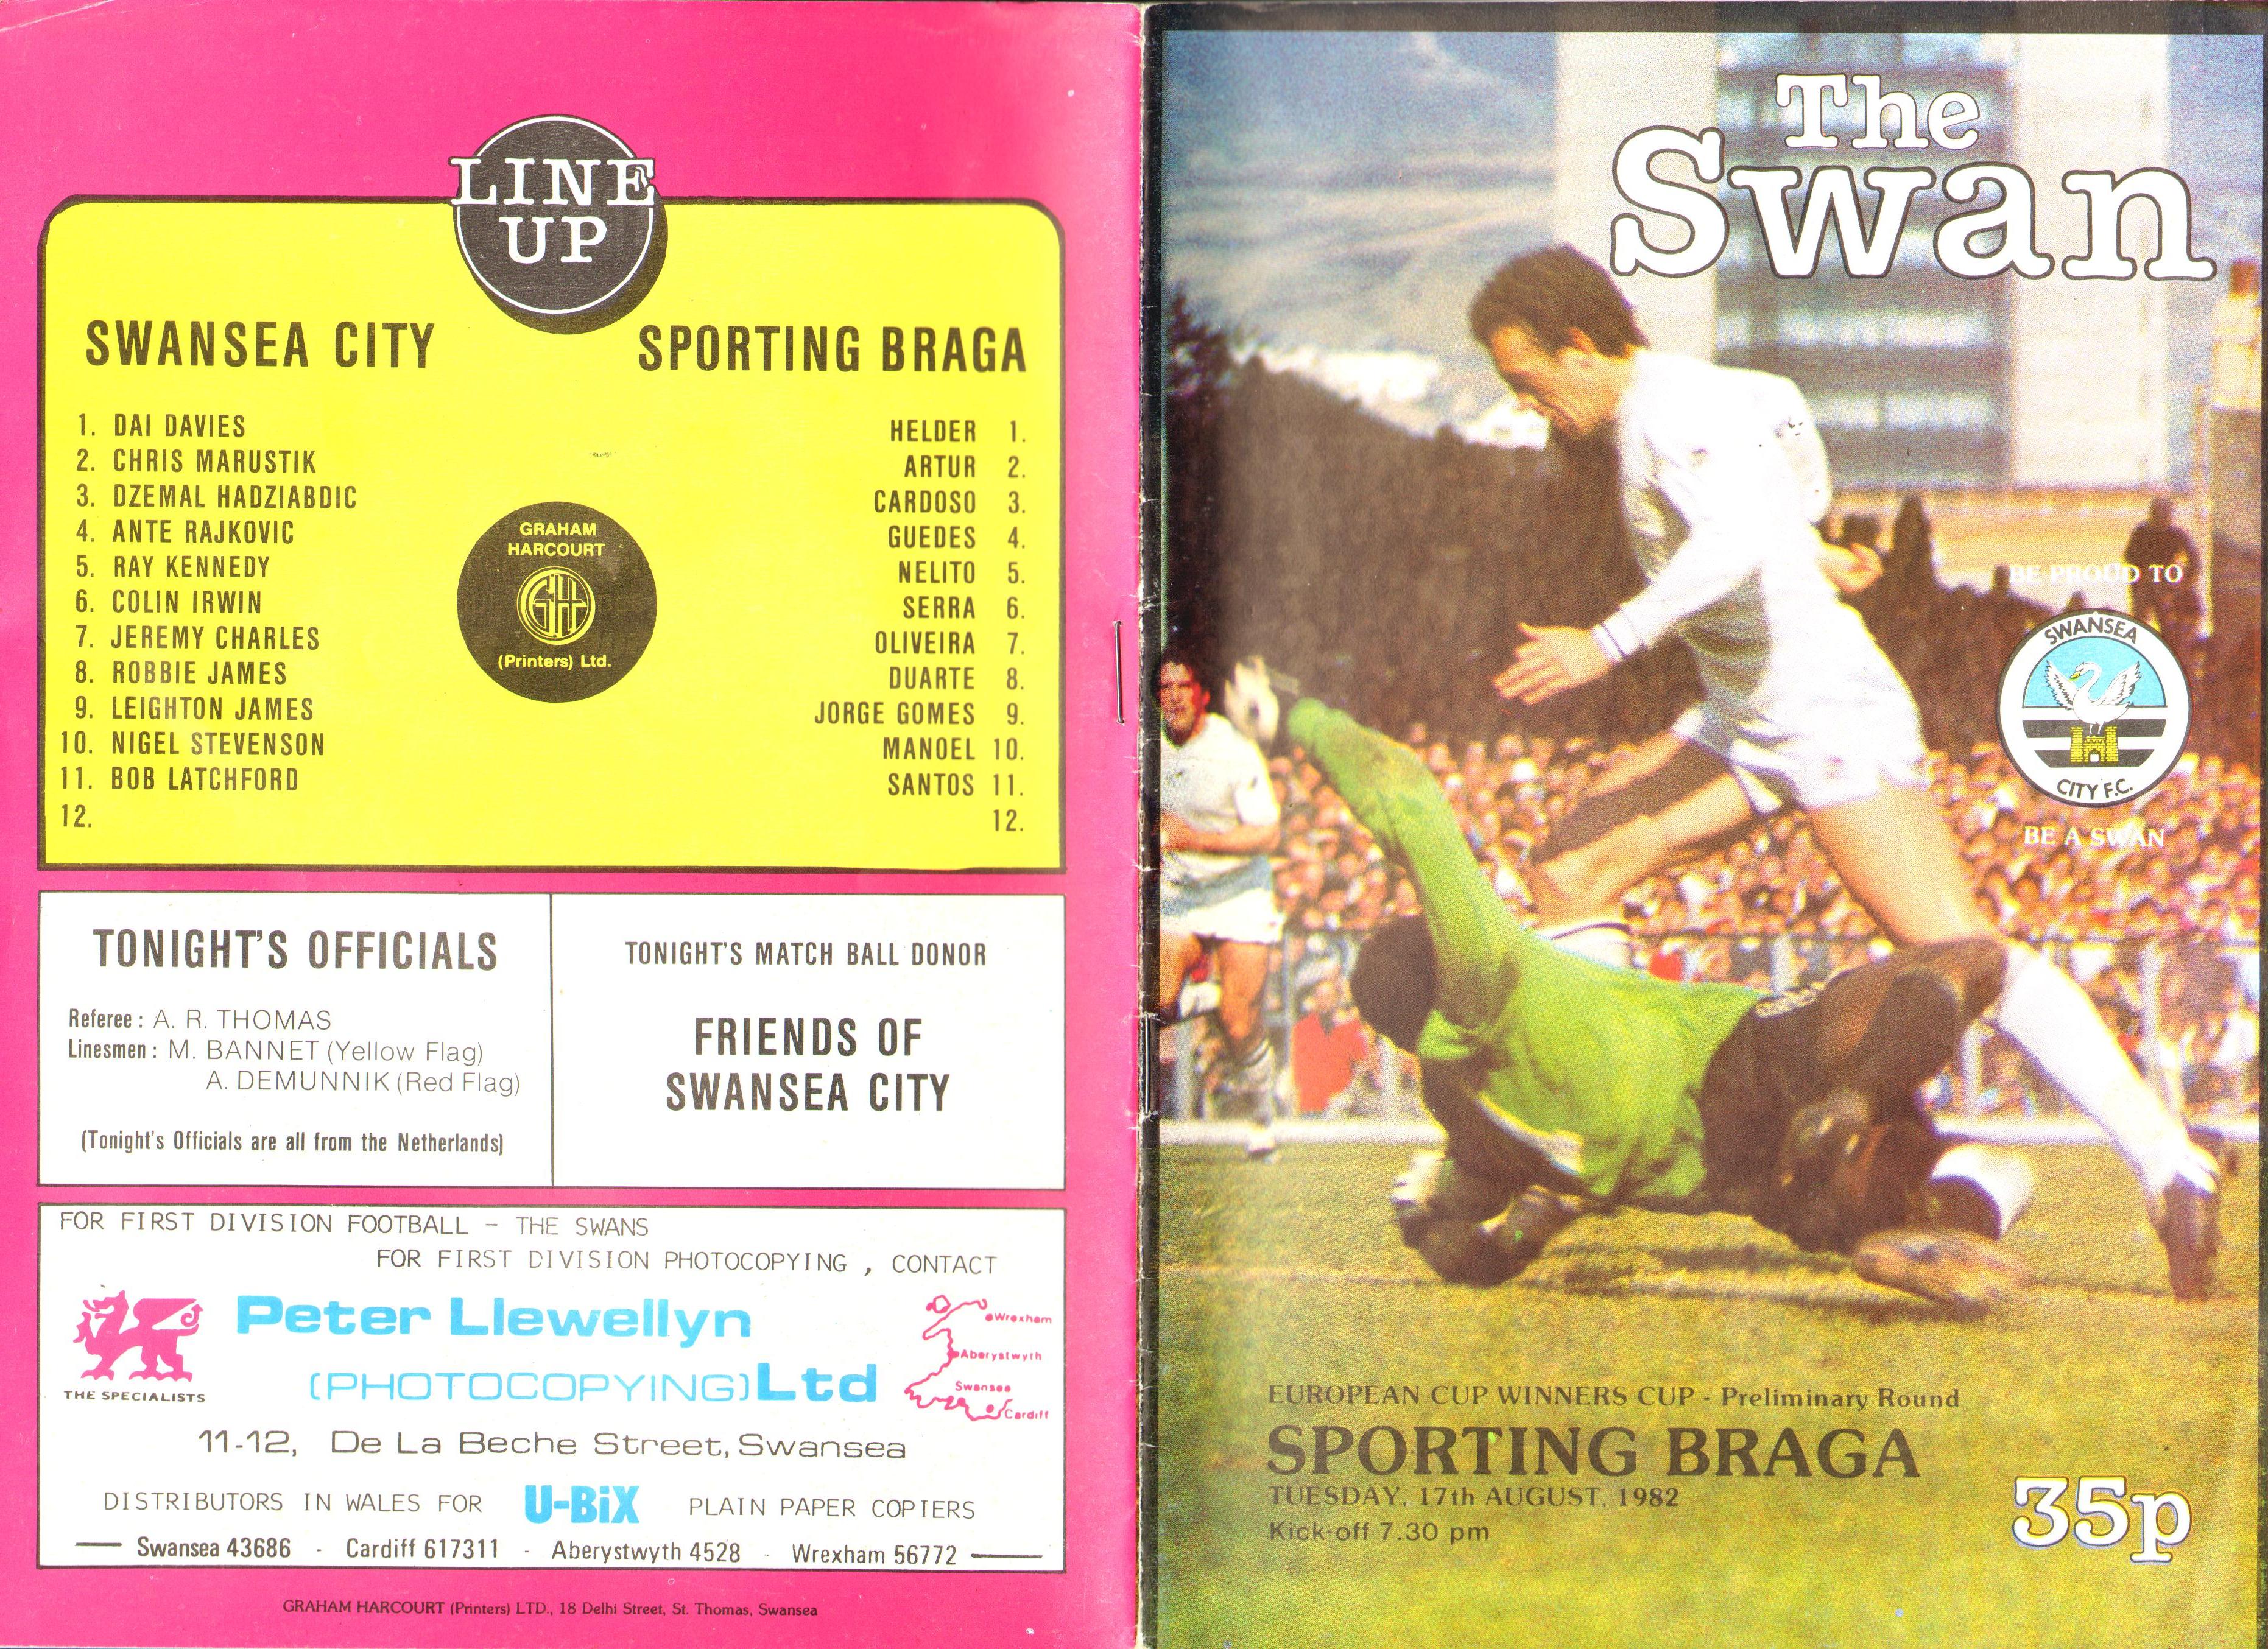 LINE
UP
SWANSEA CITY
1. DAI DAVIES
2. CHRIS MARUSTIK
3. DZEMAL HADZIABDIC
4. ANTE RAJKOVIC
5. RAY KENNEDY
6. COLIN IRWIN
7. JEREMY CHARLES
8. ROBBIE JAMES
9. LEIGHTON JAMES
10. NIGEL STEVENSON
11. BOB LATCHFORD
12.
GRAHAM
HARCOURT
GH
(Printers) Ltd.
SPORTING BRAGA
HELDER 1.
ARTUR 2.
CARDOSO 3.
GUEDES 4.
NELITO 5.
SERRA 6.
OLIVEIRA 7.
DUARTE 8.
JORGE GOMES 9.
MANOEL 10.
SANTOS 11.
12.
TONIGHT'S OFFICIALS
Referee : A. R. THOMAS
Linesmen : M. BANNET (Yellow Flag)
A. DEMUNNIK (Red Flag)
(Tonight's Officials are all from the Netherlands)
TONIGHT'S MATCH BALL DONOR
FRIENDS OF
SWANSEA CITY
FOR FIRST DIVISION FOOTBALL - THE SWANS
FOR FIRST DIVISION PHOTOCOPYING , CONTACT
THE SPECIALISTS
Peter Llewellyn
(PHOTOCOPYING) Ltd
Wrexham
Aberystwyth
Swansea
Cardiff
11-12, De La Beche Street, Swansea
DISTRIBUTORS IN WALES FOR U-BiX PLAIN PAPER COPIERS
Swansea 43686 - Cardiff 617311 - Aberystwyth 4528 - Wrexham 56772
GRAHAM HARCOURT (Printers) LTD., 18 Delhi Street, St. Thomas, Swansea
The
Swan
BE PROUD TO
SWANSEA
CITY F.C.
BE A SWAN
EUROPEAN CUP WINNERS CUP - Preliminary Round
SPORTING BRAGA
TUESDAY, 17th AUGUST, 1982
Kick-off 7.30 pm
35p